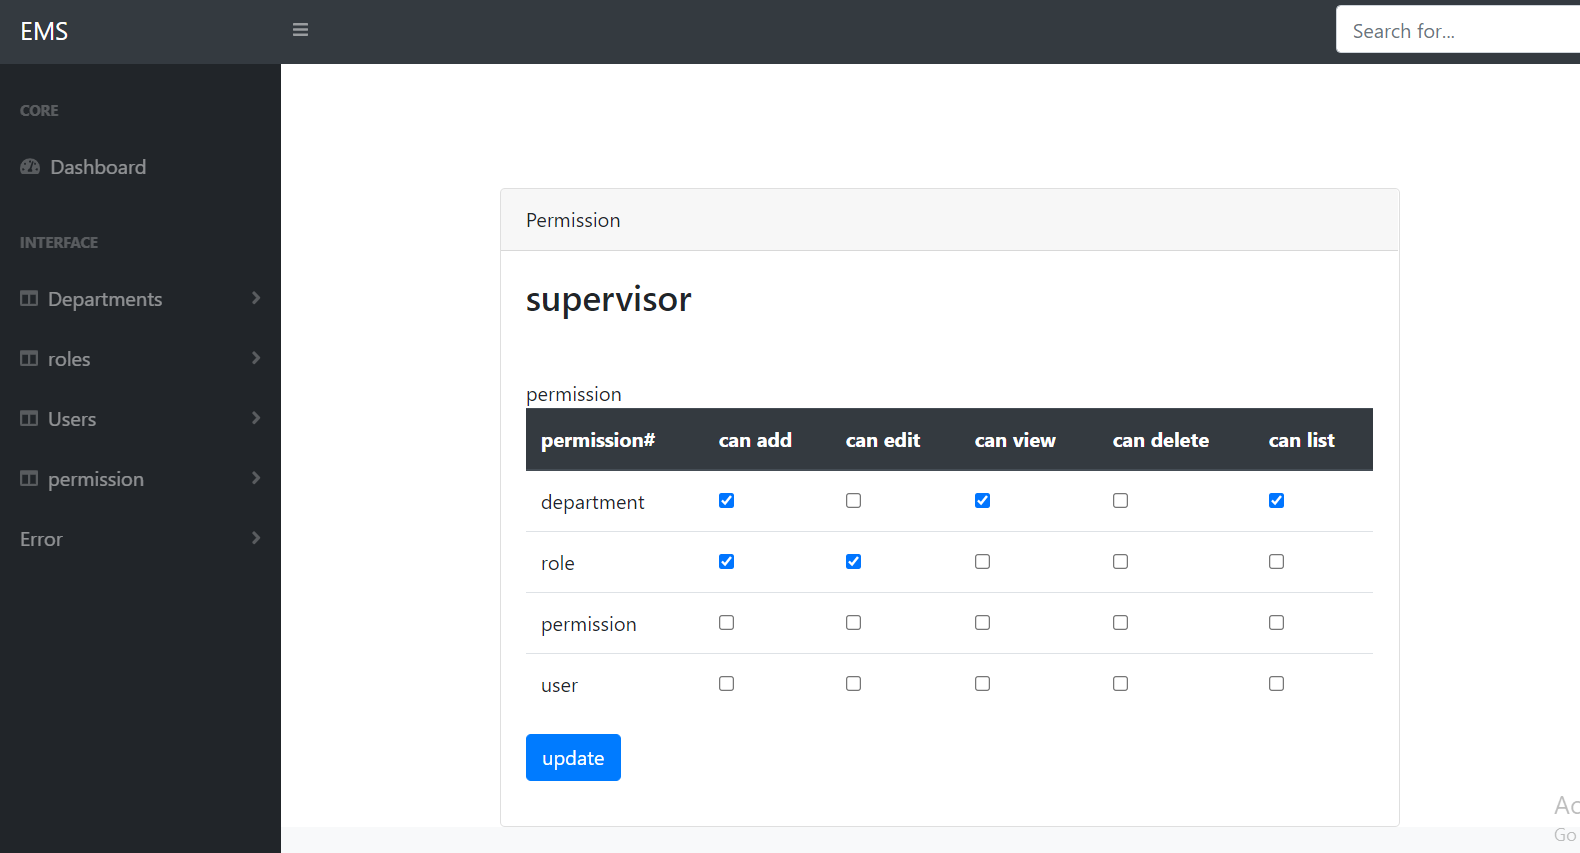 EMS
Search for...
CORE
Dashboard
INTERFACE
Departments
roles
Users
permission
Error
Permission
supervisor
permission
permission# can add can edit can view can delete can list
department
role
permission
user
update
Go